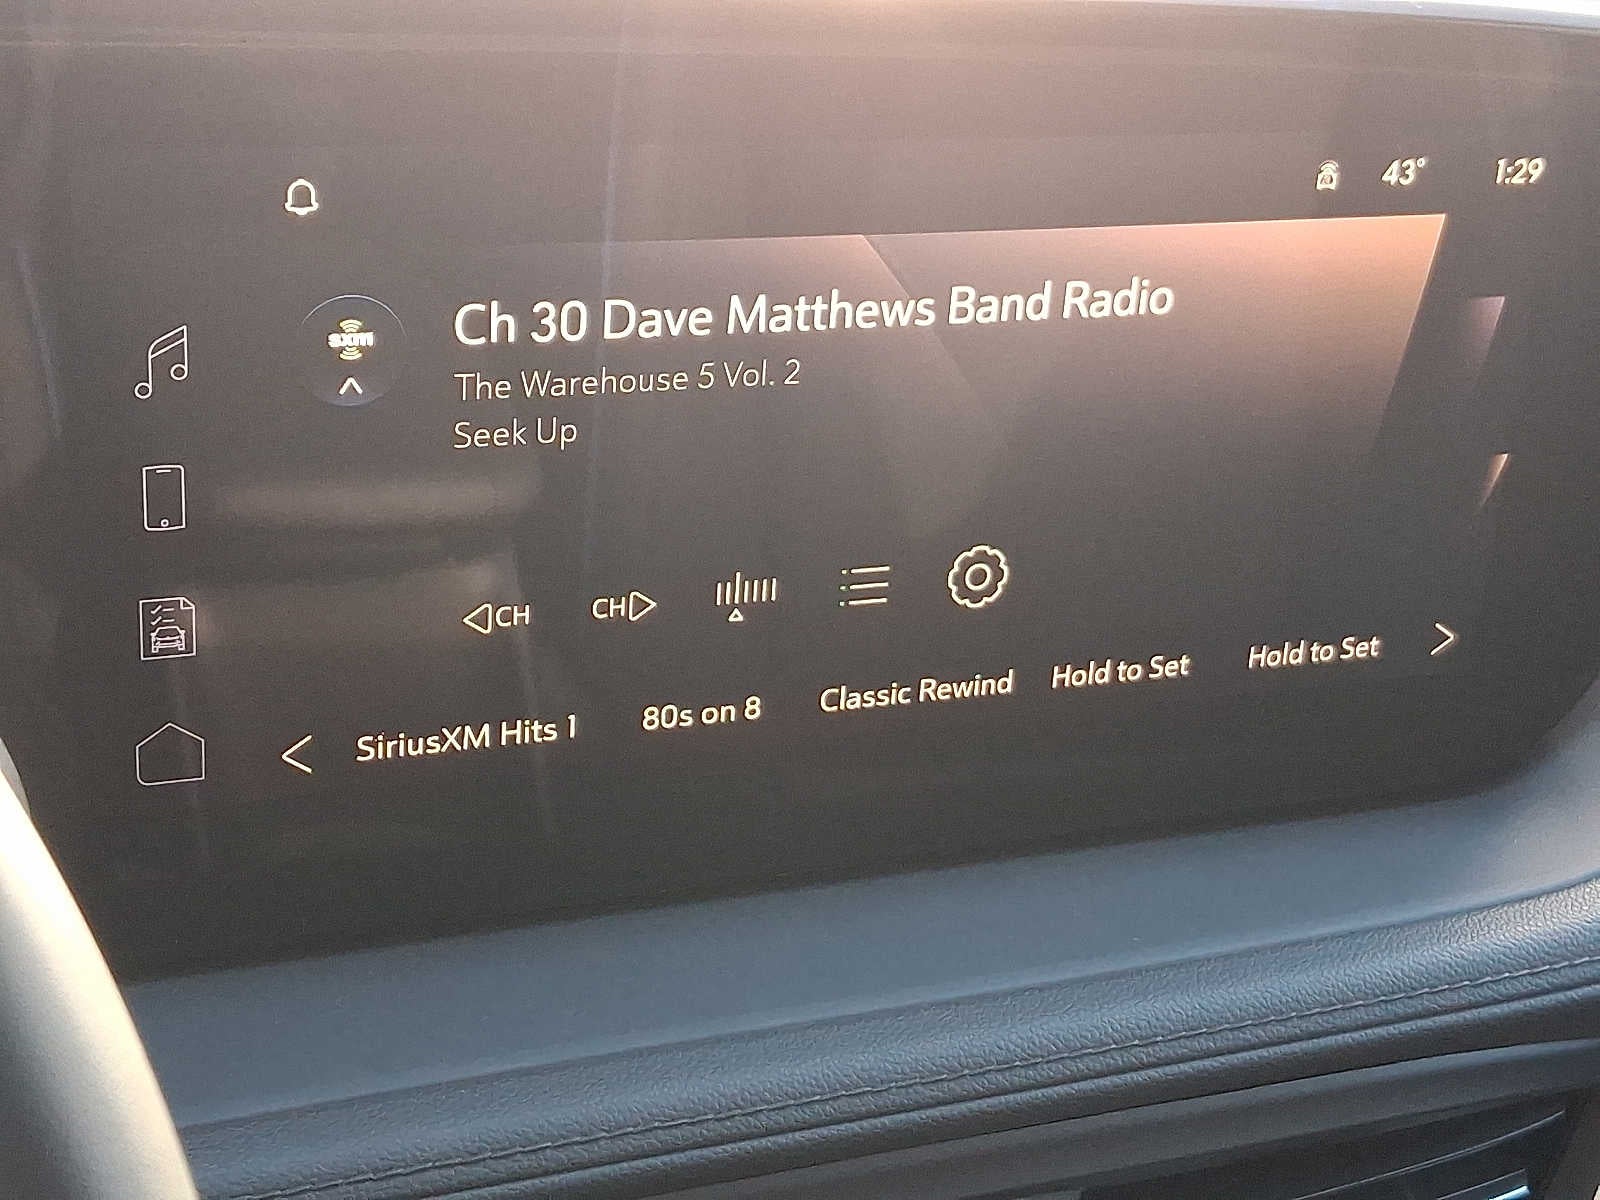 43° 1:29
sxm
Ch 30 Dave Matthews Band Radio
The Warehouse 5 Vol. 2
Seek Up
CH CH
SiriusXM Hits 1 80s on 8 Classic Rewind Hold to Set Hold to Set